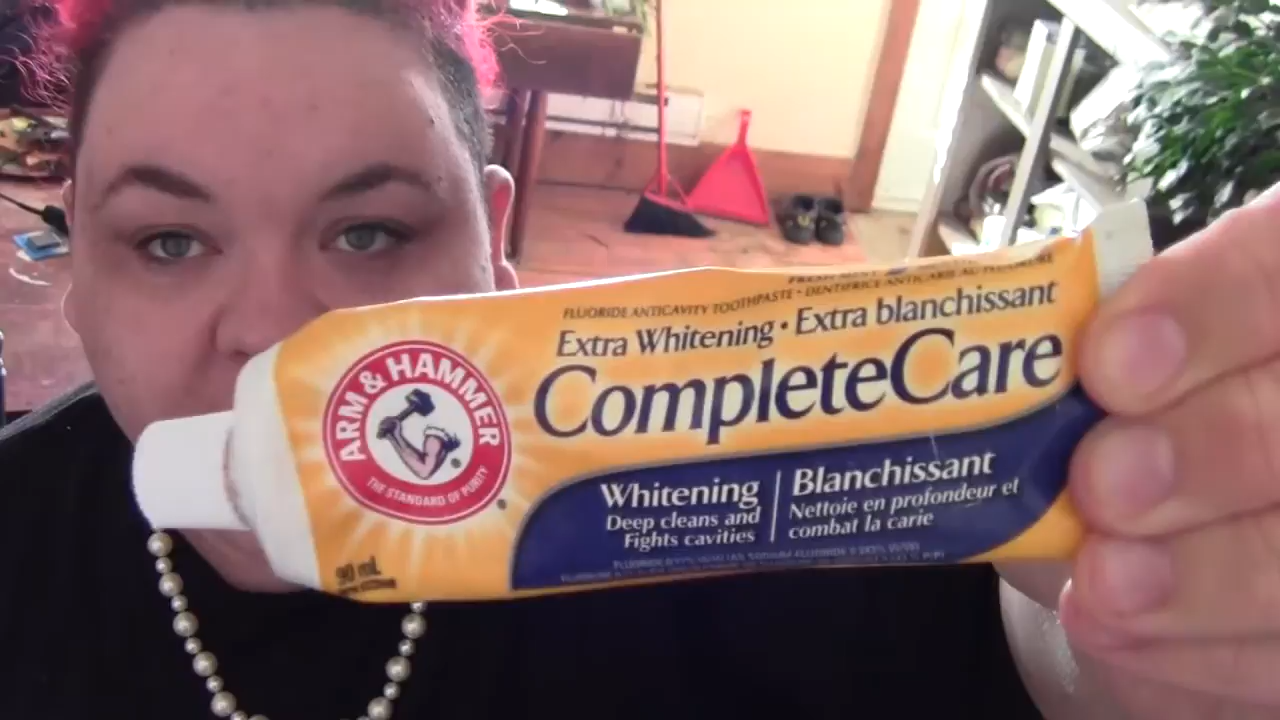 FRESH MINT
FLUORIDE ANTICAVITY TOOTHPASTE • DENTIFRICE ANTICARIE AU FLUORURE
Extra Whitening • Extra blanchissant
CompleteCare
ARM & HAMMER
THE STANDARD OF PURITY
Whitening
Deep cleans and
Fights cavities
Blanchissant
Nettoie en profondeur et
combat la carie
90 mL